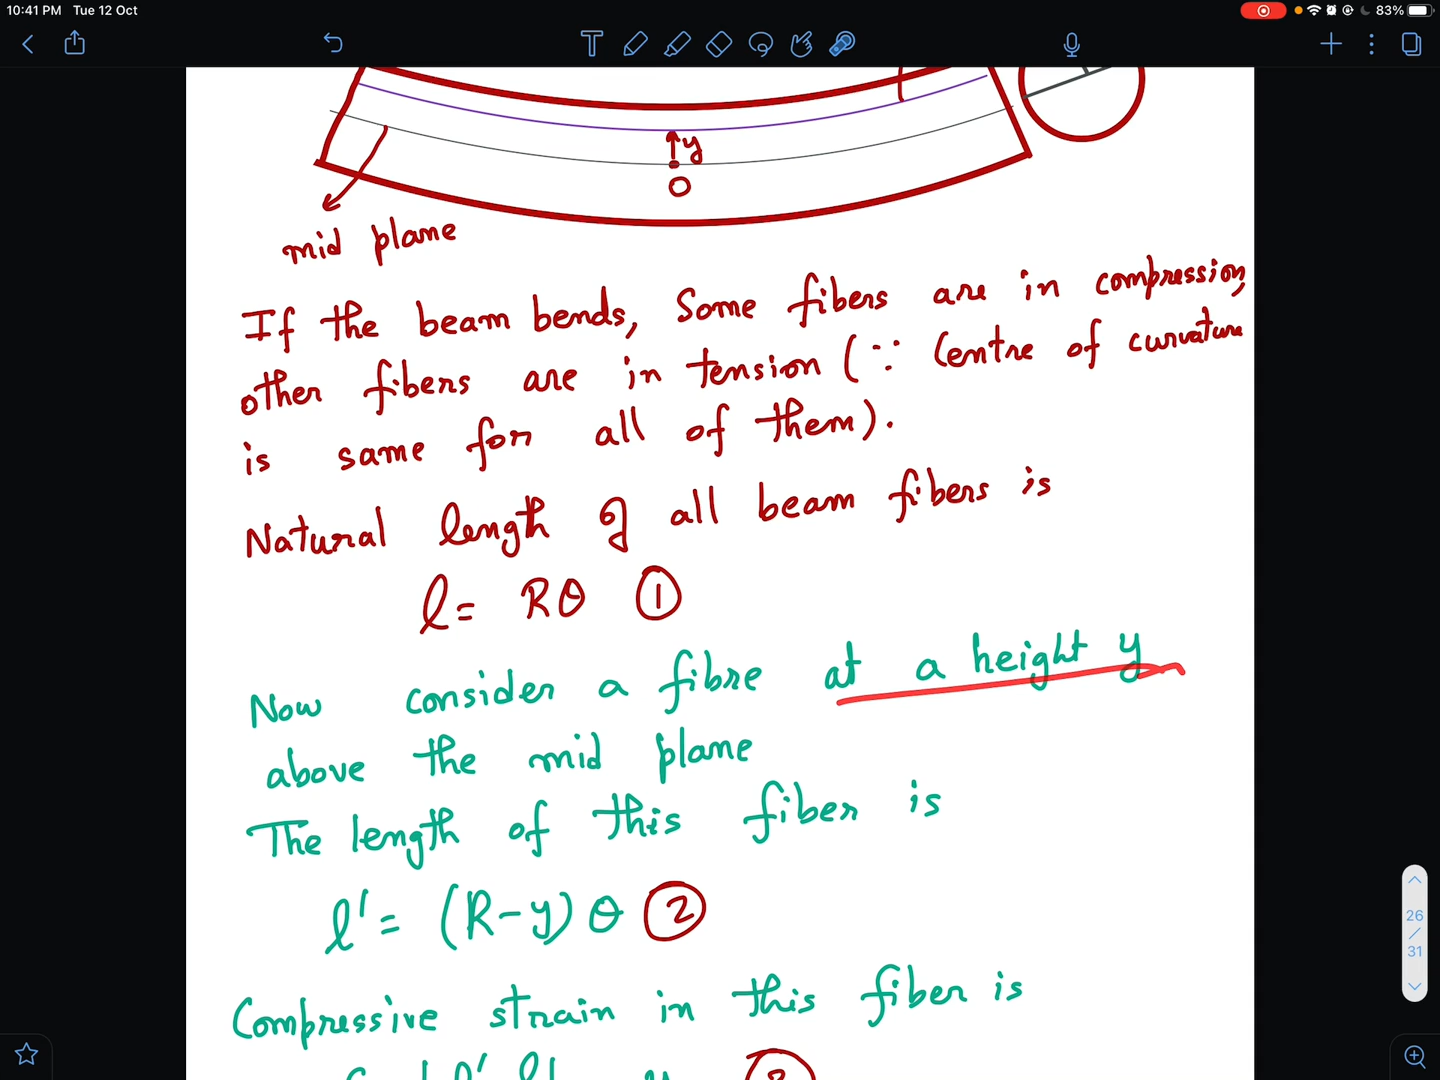 10:41 PM Tue 12 Oct
83%
y
O
mid plane
If the beam bends, Some fibers are in compression,
other fibers are in tension (∵ Centre of curvature
is same for all of them).
Natural length of all beam fibers is
l = Rθ ①
Now consider a fibre at a height y
above the mid plane
The length of this fiber is
l' = (R-y) θ ②
Compressive strain in this fiber is
26
/
31